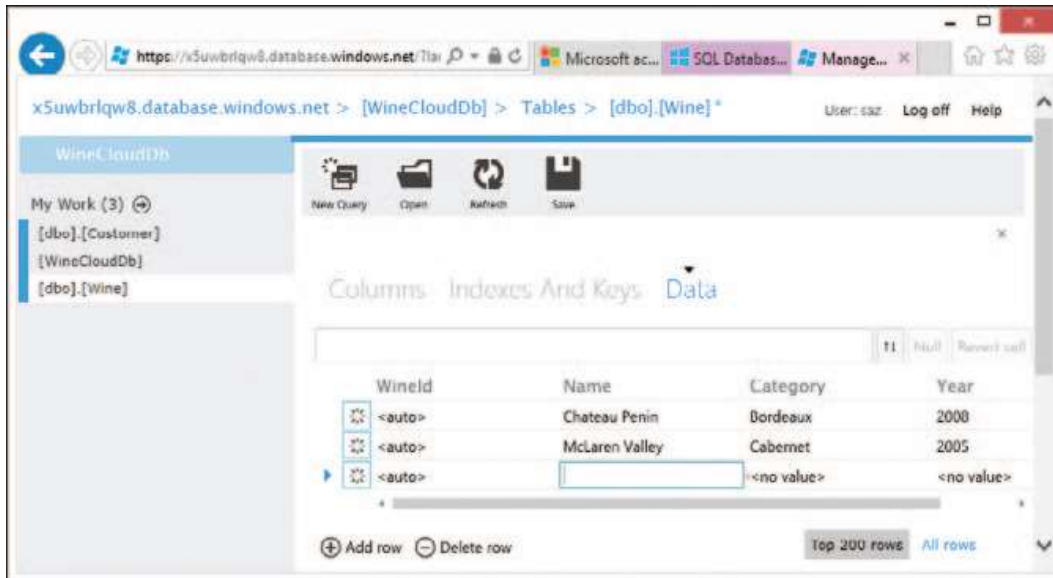 https://x5uwbrlqw8.database.windows.net/?lar
Microsoft ac... SQL Databas... Manage...
x5uwbrlqw8.database.windows.net > [WineCloudDb] > Tables > [dbo].[Wine] *
User: saz Log off Help
WineCloudDb
My Work (3)
[dbo].[Customer]
[WineCloudDb]
[dbo].[Wine]
New Query Open Refresh Save
Columns Indexes And Keys Data
Null Revert cell
WineId Name Category Year
<auto> Chateau Penin Bordeaux 2008
<auto> McLaren Valley Cabernet 2005
<auto> <no value> <no value>
Add row Delete row
Top 200 rows All rows